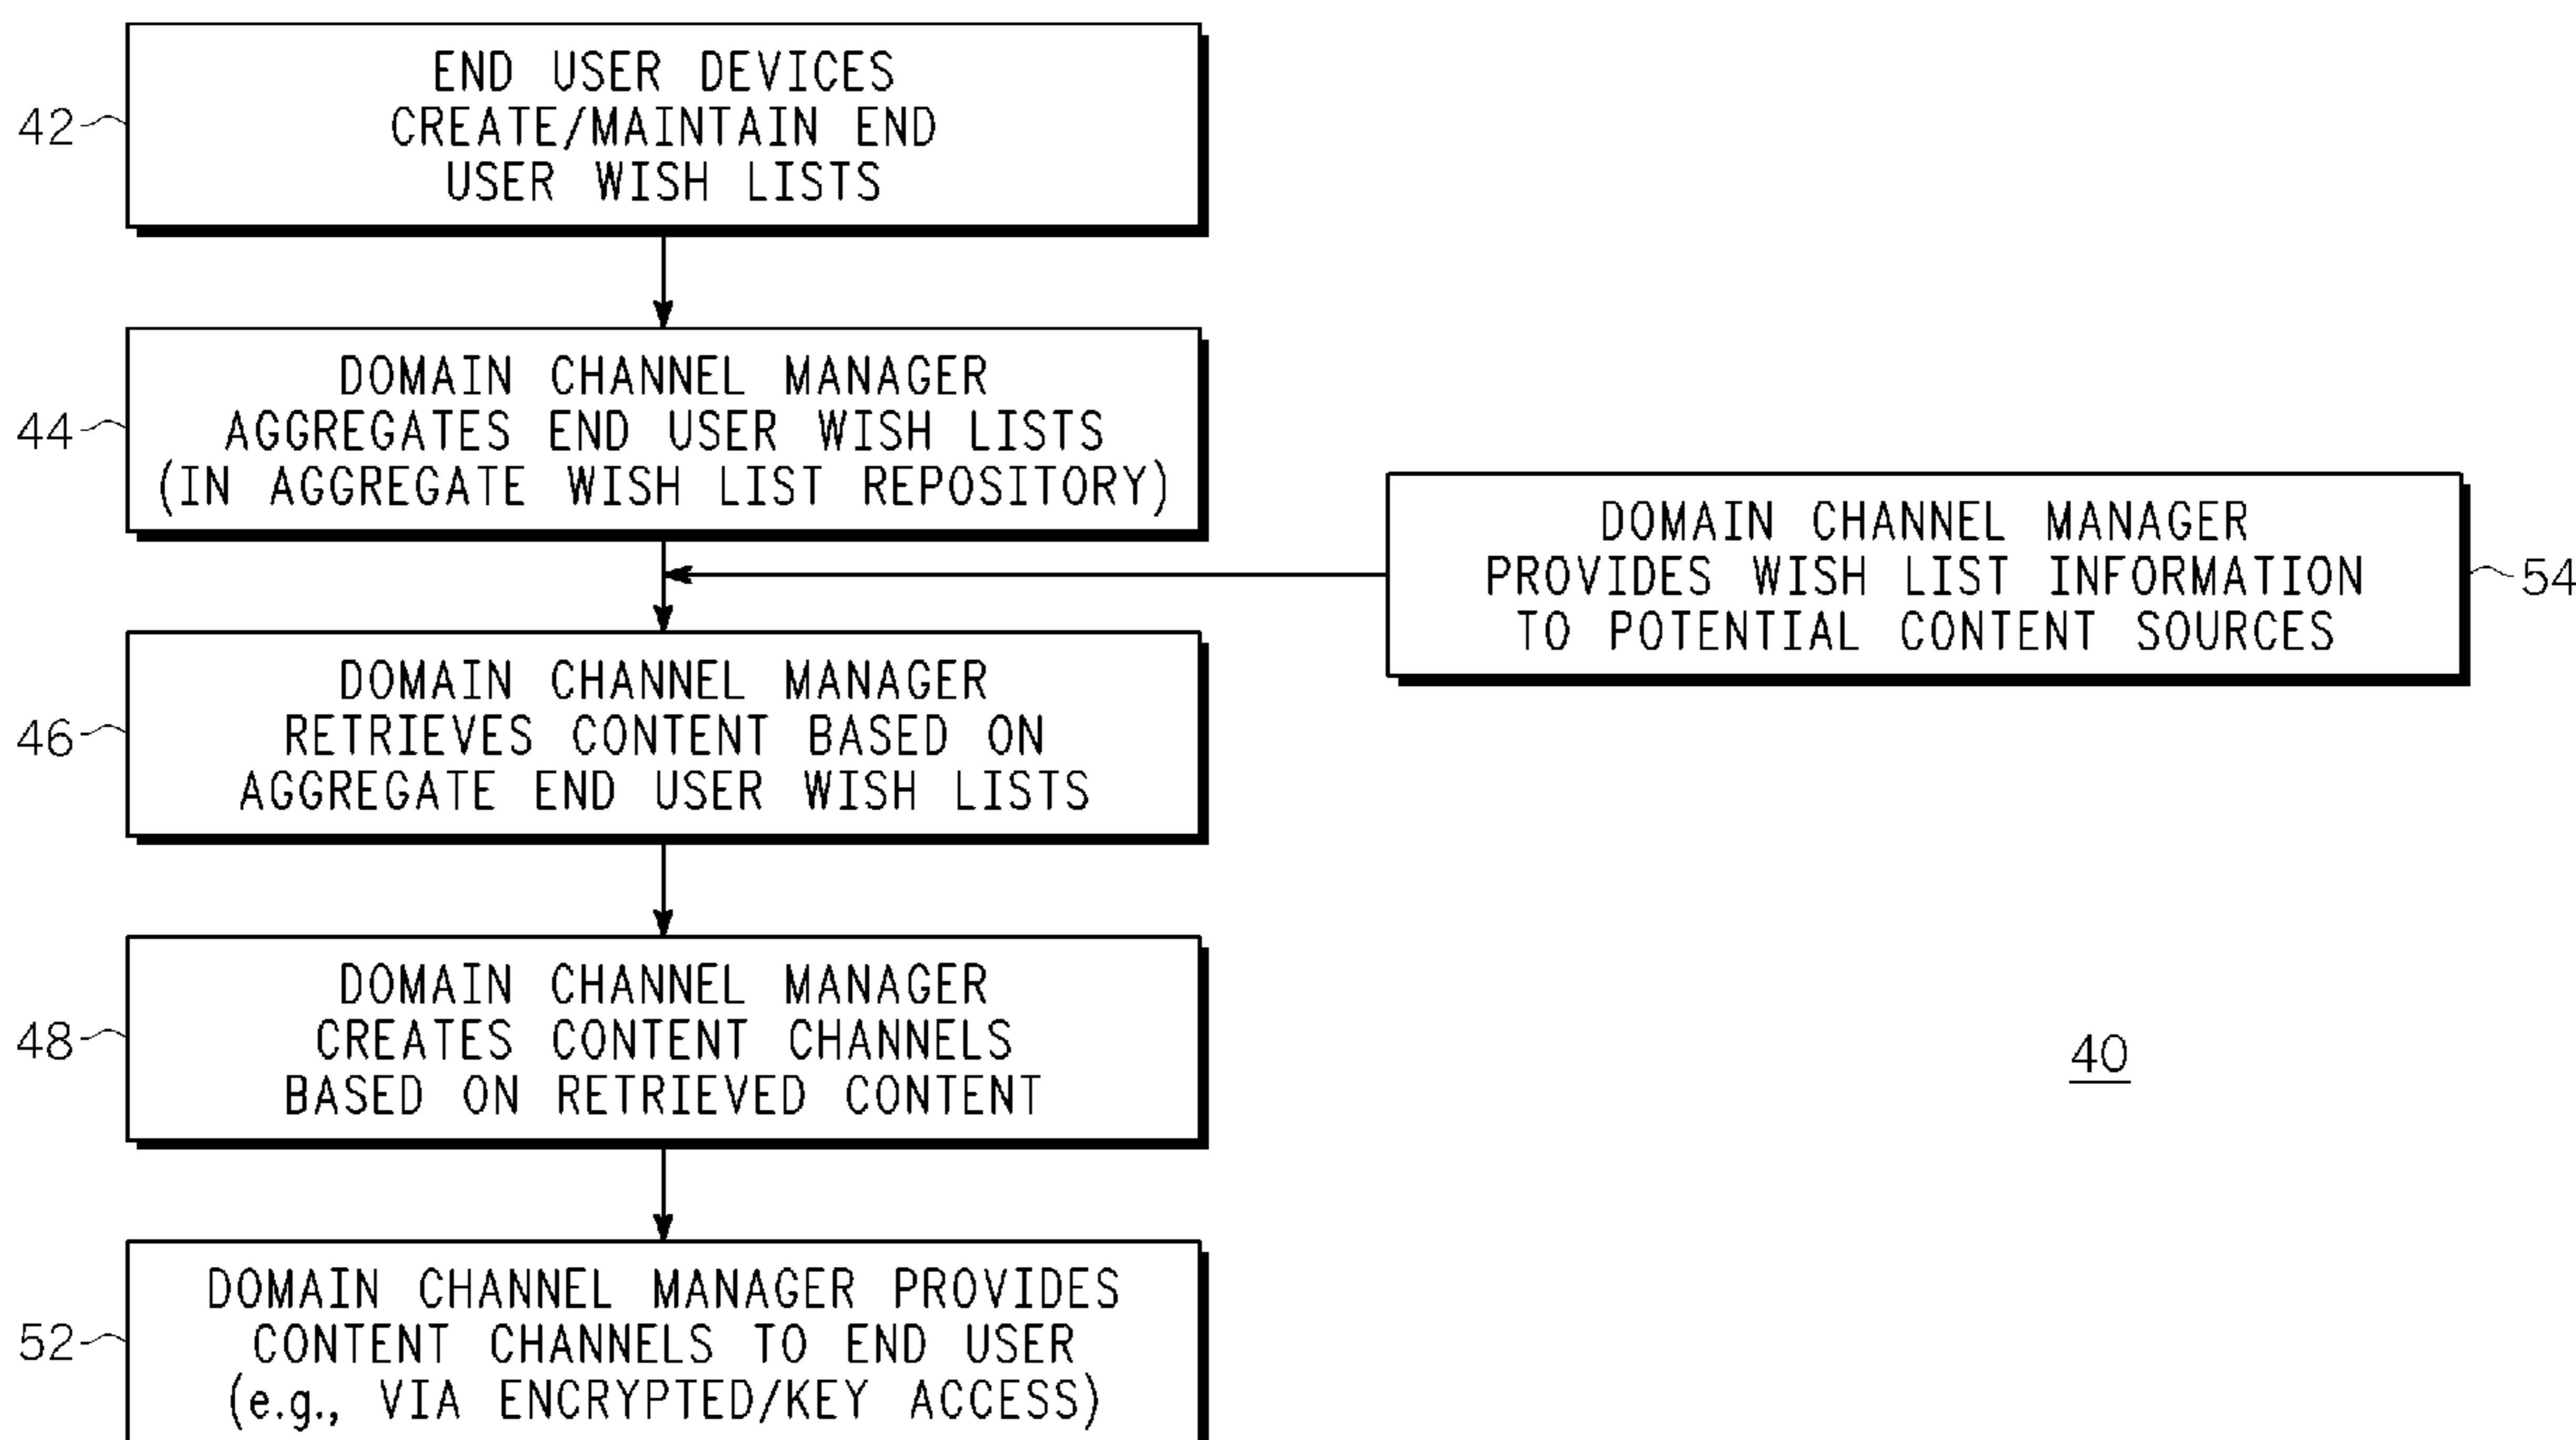 END USER DEVICES
CREATE/MAINTAIN END
USER WISH LISTS
42
DOMAIN CHANNEL MANAGER
AGGREGATES END USER WISH LISTS
(IN AGGREGATE WISH LIST REPOSITORY)
44
DOMAIN CHANNEL MANAGER
PROVIDES WISH LIST INFORMATION
TO POTENTIAL CONTENT SOURCES
54
DOMAIN CHANNEL MANAGER
RETRIEVES CONTENT BASED ON
AGGREGATE END USER WISH LISTS
46
DOMAIN CHANNEL MANAGER
CREATES CONTENT CHANNELS
BASED ON RETRIEVED CONTENT
48
40
DOMAIN CHANNEL MANAGER PROVIDES
CONTENT CHANNELS TO END USER
(e.g., VIA ENCRYPTED/KEY ACCESS)
52